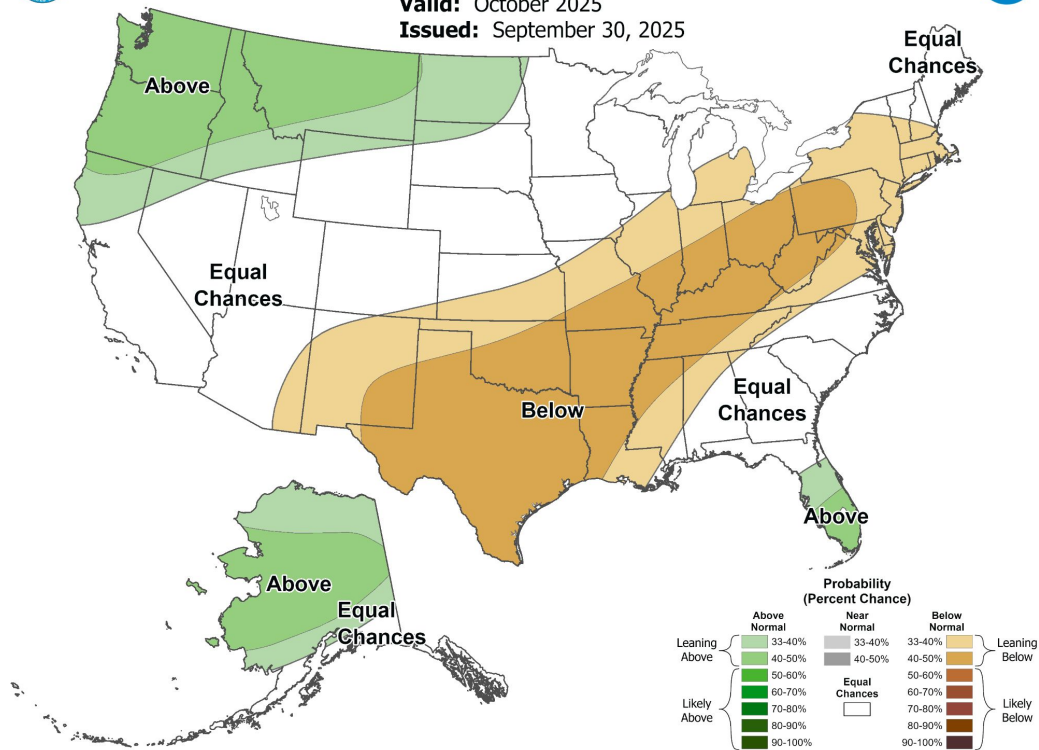 Valid: October 2025
Issued: September 30, 2025
Equal
Chances
Above
Equal
Chances
Equal
Chances
Below
Above
Above
Equal
Chances
Probability
(Percent Chance)
Above
Normal
Near
Normal
Below
Normal
Leaning
Above
33-40%
40-50%
33-40%
40-50%
33-40%
40-50%
Leaning
Below
Equal
Chances
Likely
Above
50-60%
60-70%
70-80%
80-90%
90-100%
50-60%
60-70%
70-80%
80-90%
90-100%
Likely
Below